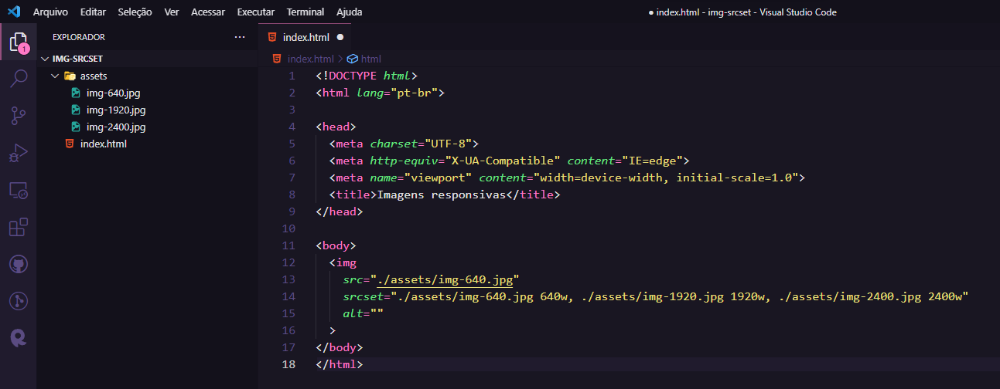 Arquivo Editar Seleção Ver Acessar Executar Terminal Ajuda
● index.html - img-srcset - Visual Studio Code
EXPLORADOR ···
1
IMG-SRCSET
assets
img-640.jpg
img-1920.jpg
img-2400.jpg
index.html
index.html ●
index.html > html
1 <!DOCTYPE html>
2 <html lang="pt-br">
3
4 <head>
5 <meta charset="UTF-8">
6 <meta http-equiv="X-UA-Compatible" content="IE=edge">
7 <meta name="viewport" content="width=device-width, initial-scale=1.0">
8 <title>Imagens responsivas</title>
9 </head>
10
11 <body>
12 <img
13 src="./assets/img-640.jpg"
14 srcset="./assets/img-640.jpg 640w, ./assets/img-1920.jpg 1920w, ./assets/img-2400.jpg 2400w"
15 alt=""
16 >
17 </body>
18 </html>